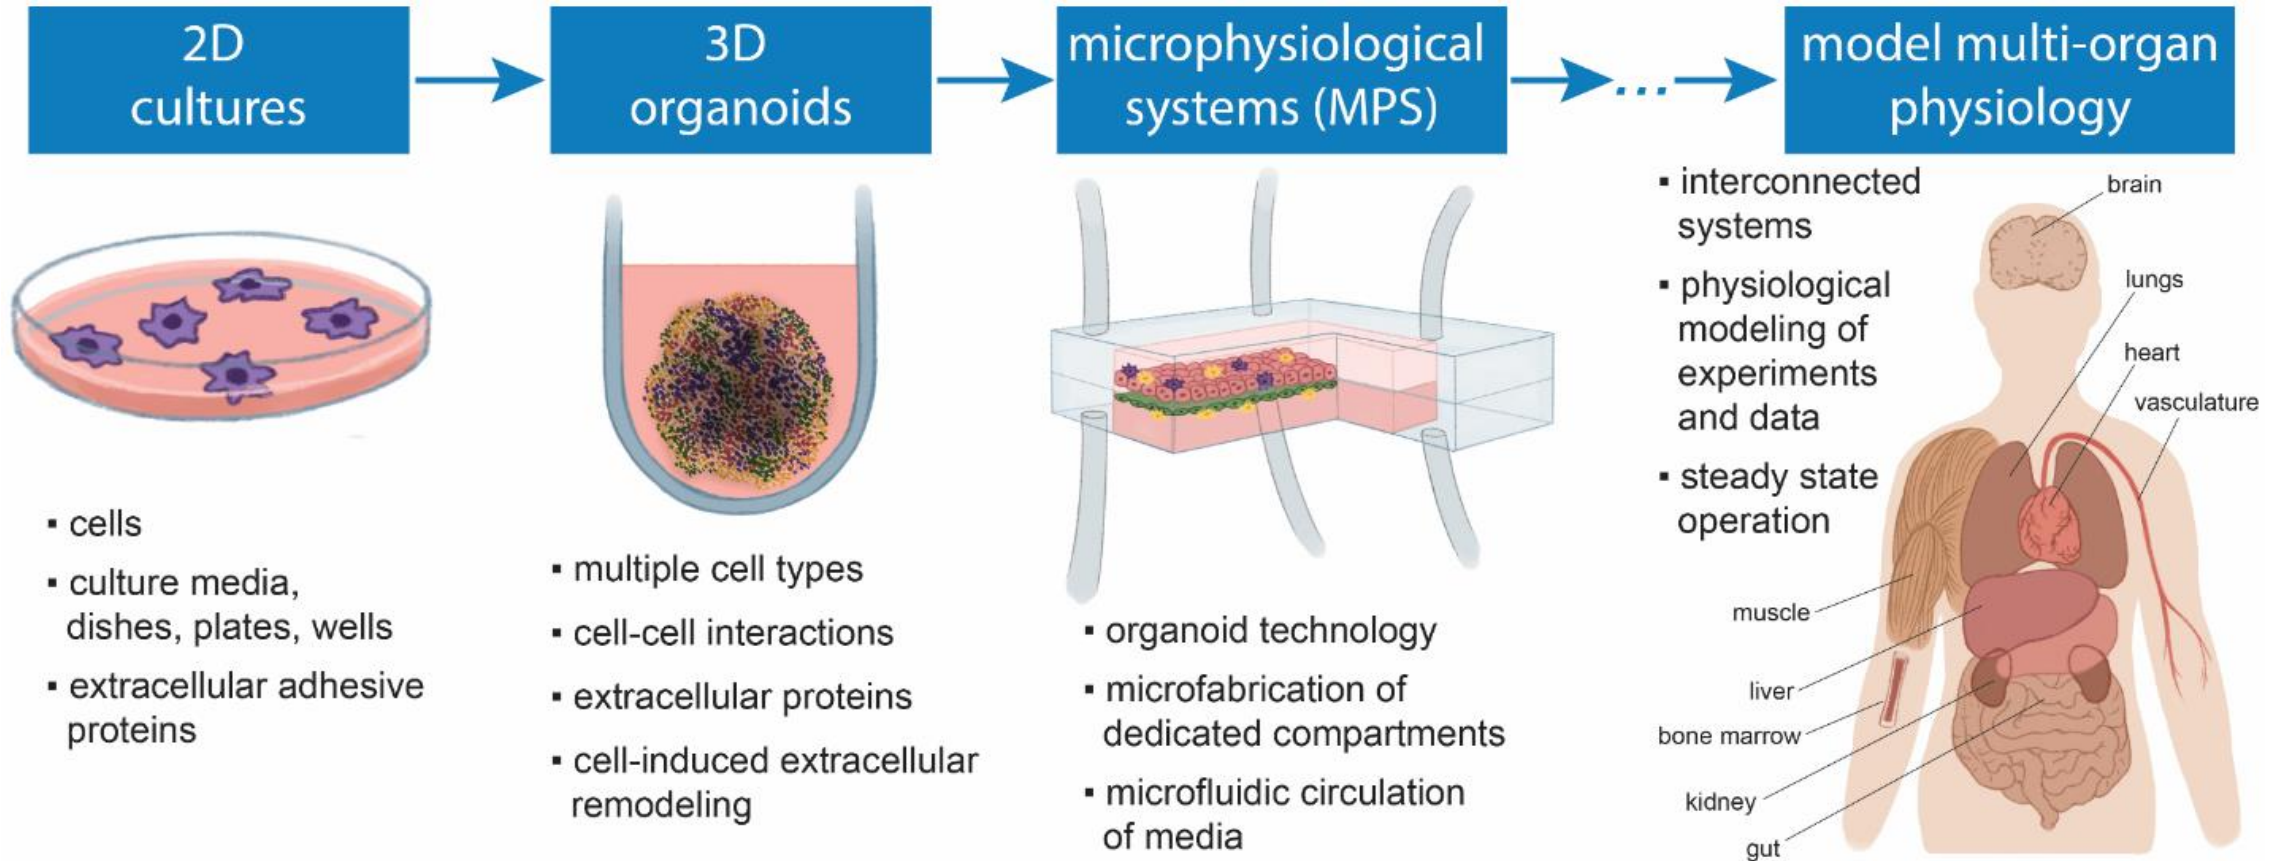 2D
cultures
3D
organoids
microphysiological
systems (MPS)
...
model multi-organ
physiology
▪ cells
▪ culture media,
dishes, plates, wells
▪ extracellular adhesive
proteins
▪ multiple cell types
▪ cell-cell interactions
▪ extracellular proteins
▪ cell-induced extracellular
remodeling
▪ organoid technology
▪ microfabrication of
dedicated compartments
▪ microfluidic circulation
of media
▪ interconnected
systems
▪ physiological
modeling of
experiments
and data
▪ steady state
operation
brain
lungs
heart
vasculature
muscle
liver
bone marrow
kidney
gut